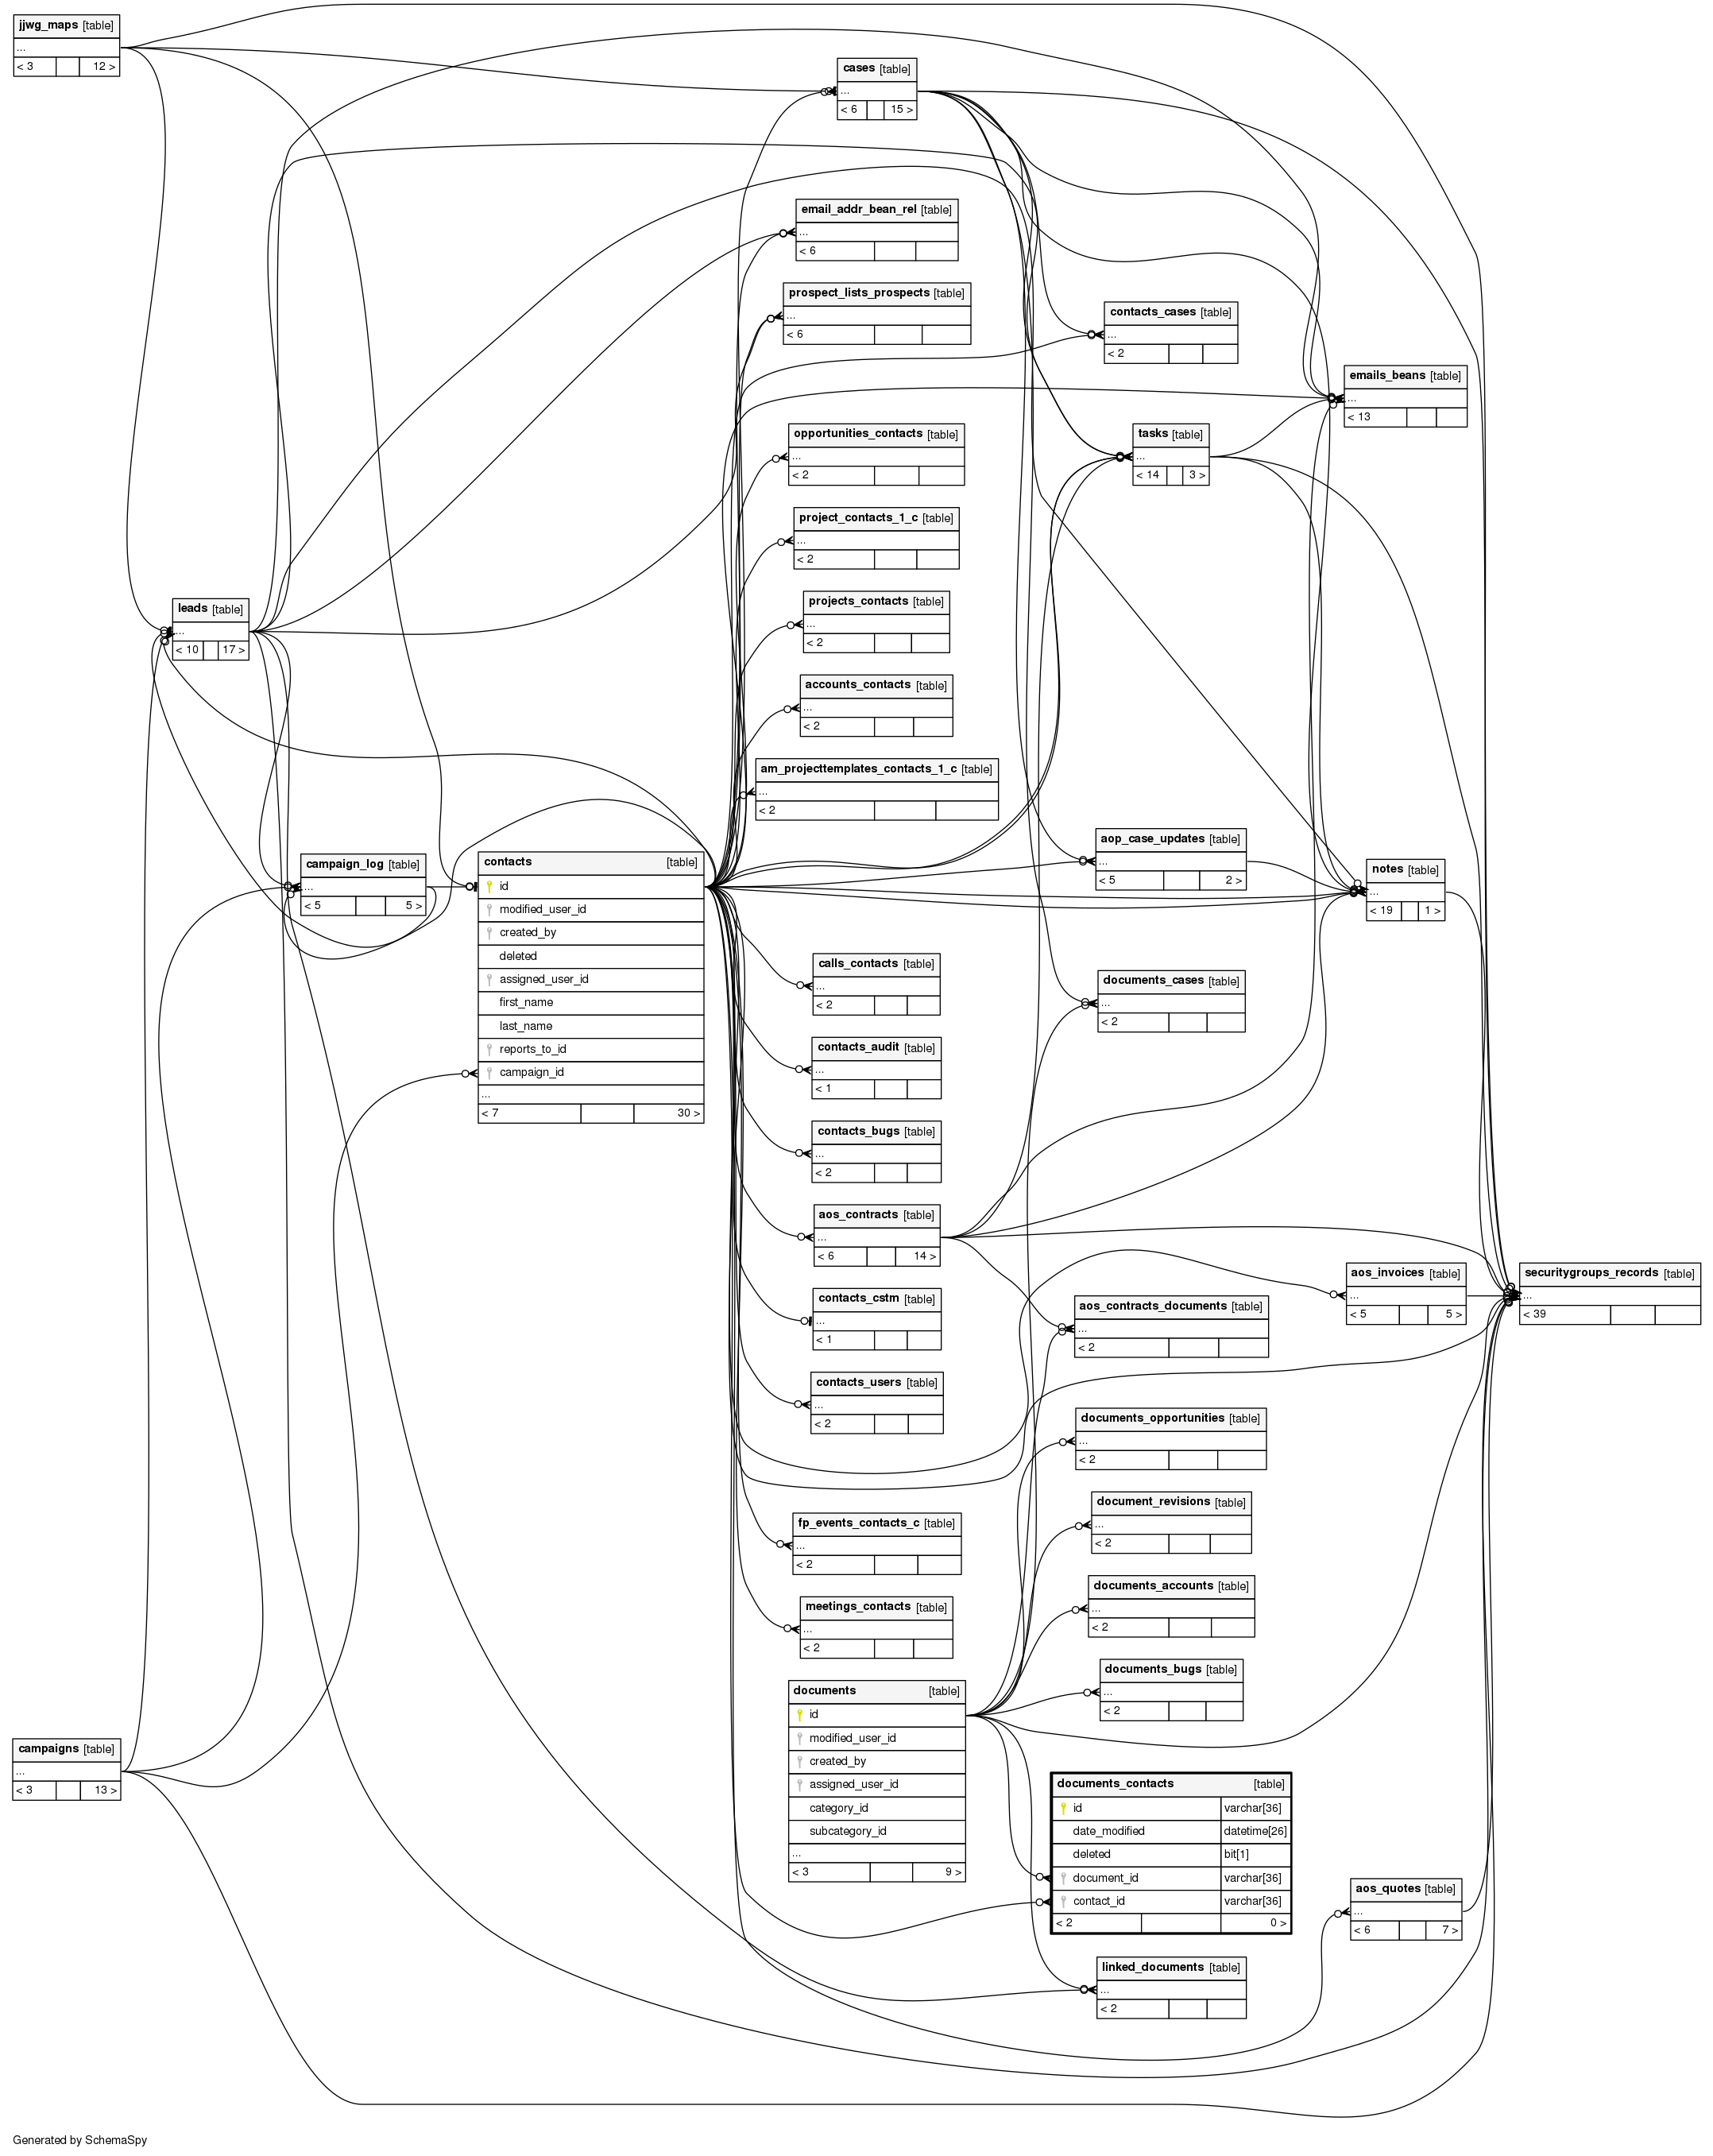 jjwg_maps [table]
...
< 3 12 >
cases [table]
...
< 6 15 >
email_addr_bean_rel [table]
...
< 6
prospect_lists_prospects [table]
...
< 6
contacts_cases [table]
...
< 2
emails_beans [table]
...
< 13
opportunities_contacts [table]
...
< 2
tasks [table]
...
< 14 3 >
project_contacts_1_c [table]
...
< 2
projects_contacts [table]
...
< 2
leads [table]
...
< 10 17 >
accounts_contacts [table]
...
< 2
am_projecttemplates_contacts_1_c [table]
...
< 2
aop_case_updates [table]
...
< 5 2 >
notes [table]
...
< 19 1 >
campaign_log [table]
...
< 5 5 >
contacts [table]
id
modified_user_id
created_by
deleted
assigned_user_id
first_name
last_name
reports_to_id
campaign_id
...
< 7 30 >
calls_contacts [table]
...
< 2
documents_cases [table]
...
< 2
contacts_audit [table]
...
< 1
contacts_bugs [table]
...
< 2
aos_contracts [table]
...
< 6 14 >
contacts_cstm [table]
...
< 1
aos_invoices [table]
...
< 5 5 >
securitygroups_records [table]
...
< 39
aos_contracts_documents [table]
...
< 2
contacts_users [table]
...
< 2
documents_opportunities [table]
...
< 2
document_revisions [table]
...
< 2
fp_events_contacts_c [table]
...
< 2
documents_accounts [table]
...
< 2
meetings_contacts [table]
...
< 2
documents_bugs [table]
...
< 2
documents [table]
id
modified_user_id
created_by
assigned_user_id
category_id
subcategory_id
...
< 3 9 >
campaigns [table]
...
< 3 13 >
documents_contacts [table]
id varchar[36]
date_modified datetime[26]
deleted bit[1]
document_id varchar[36]
contact_id varchar[36]
< 2 0 >
aos_quotes [table]
...
< 6 7 >
linked_documents [table]
...
< 2
Generated by SchemaSpy